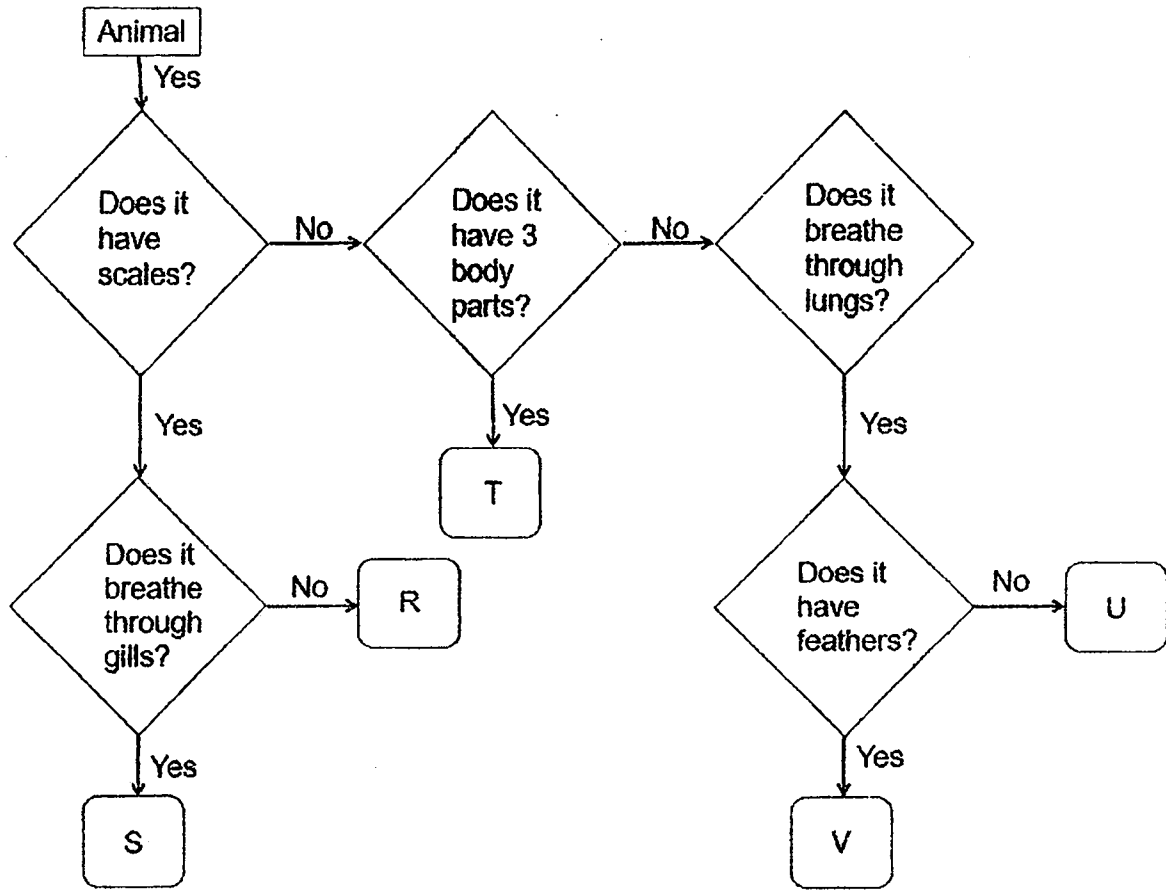 Animal
Yes
Does it
have
scales?
No
Does it
have 3
body
parts?
No
Does it
breathe
through
lungs?
Yes
Yes
T
Yes
Does it
breathe
through
gills?
No
R
Does it
have
feathers?
No
U
Yes
S
Yes
V